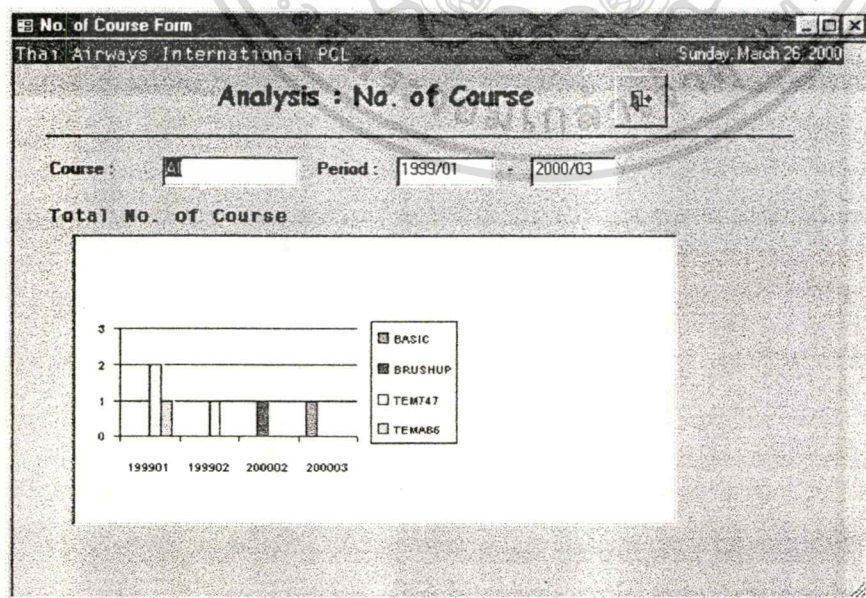 No. of Course Form
Thai Airways International PCL Sunday, March 26, 2000
Analysis : No. of Course
Course : Al Period : 1999/01 - 2000/03
Total No. of Course
3
2
1
0
199901 199902 200002 200003
BASIC
BRUSHUP
TEM747
TEMAB6